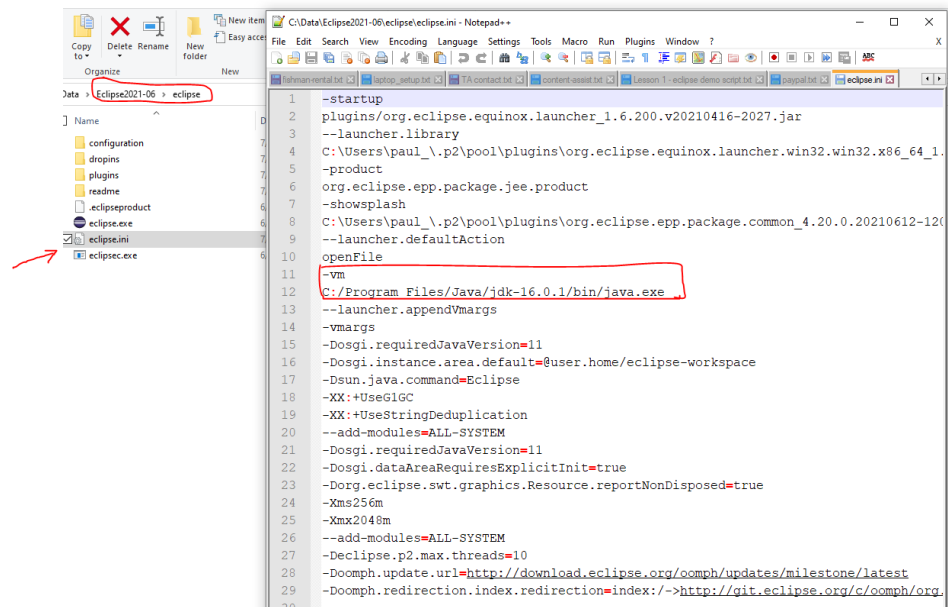 New item
Easy acce
Copy to
Delete
Rename
New folder
Organize
New
Data > Eclipse2021-06 > eclipse
Name
D
configuration
dropins
plugins
readme
.eclipseproduct
eclipse.exe
eclipse.ini
eclipsec.exe
C:\Data\Eclipse2021-06\eclipse\eclipse.ini - Notepad++
File Edit Search View Encoding Language Settings Tools Macro Run Plugins Window ? X
fishman-rental.txt laptop_setup.txt TA contact.txt content-assist.txt Lesson 1 - eclipse demo script.txt paypal.txt eclipse.ini
1 -startup
2 plugins/org.eclipse.equinox.launcher_1.6.200.v20210416-2027.jar
3 --launcher.library
4 C:\Users\paul_\.p2\pool\plugins\org.eclipse.equinox.launcher.win32.win32.x86_64_1.
5 -product
6 org.eclipse.epp.package.jee.product
7 -showsplash
8 C:\Users\paul_\.p2\pool\plugins\org.eclipse.epp.package.common_4.20.0.20210612-120
9 --launcher.defaultAction
10 openFile
11 -vm
12 C:/Program Files/Java/jdk-16.0.1/bin/java.exe
13 --launcher.appendVmargs
14 -vmargs
15 -Dosgi.requiredJavaVersion=11
16 -Dosgi.instance.area.default=@user.home/eclipse-workspace
17 -Dsun.java.command=Eclipse
18 -XX:+UseG1GC
19 -XX:+UseStringDeduplication
20 --add-modules=ALL-SYSTEM
21 -Dosgi.requiredJavaVersion=11
22 -Dosgi.dataAreaRequiresExplicitInit=true
23 -Dorg.eclipse.swt.graphics.Resource.reportNonDisposed=true
24 -Xms256m
25 -Xmx2048m
26 --add-modules=ALL-SYSTEM
27 -Declipse.p2.max.threads=10
28 -Doomph.update.url=http://download.eclipse.org/oomph/updates/milestone/latest
29 -Doomph.redirection.index.redirection=index:/->http://git.eclipse.org/c/oomph/org